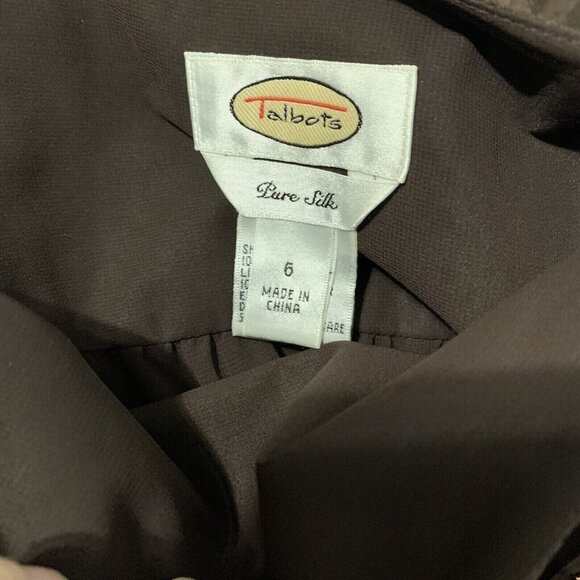 Talbots
Pure Silk
6
MADE IN
CHINA